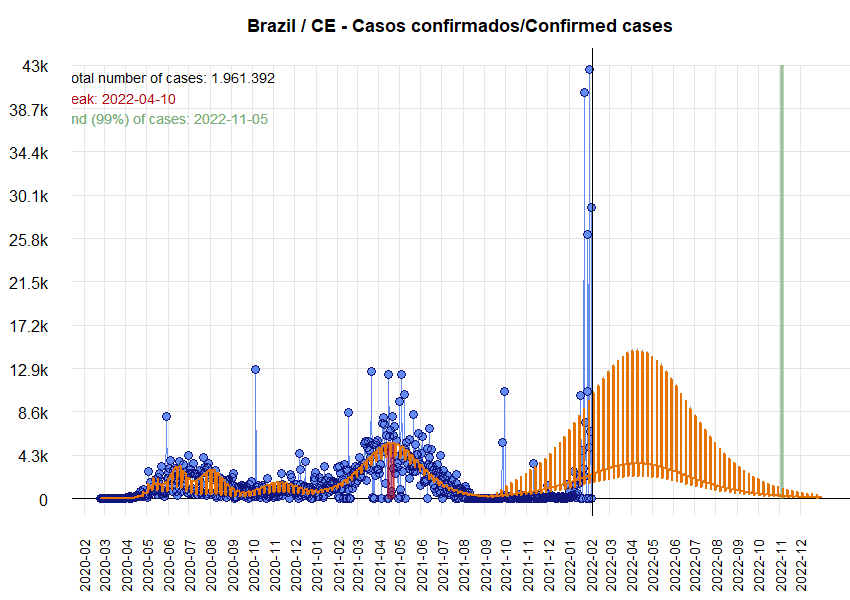 Brazil / CE - Casos confirmados/Confirmed cases
43k
otal number of cases: 1.961.392
eak: 2022-04-10
38.7k
nd (99%) of cases: 2022-11-05
34.4k
30.1k
25.8k
21.5k
17.2k
12.9k
8.6k
4.3k
0
2020-02
2020-03
2020-04
2020-05
2020-06
2020-07
2020-08
2020-09
2020-10
2020-11
2020-12
2021-01
2021-02
2021-03
2021-04
2021-05
2021-06
2021-07
2021-08
2021-09
2021-10
2021-11
2021-12
2022-01
2022-02
2022-03
2022-04
2022-05
2022-06
2022-07
2022-08
2022-09
2022-10
2022-11
2022-12